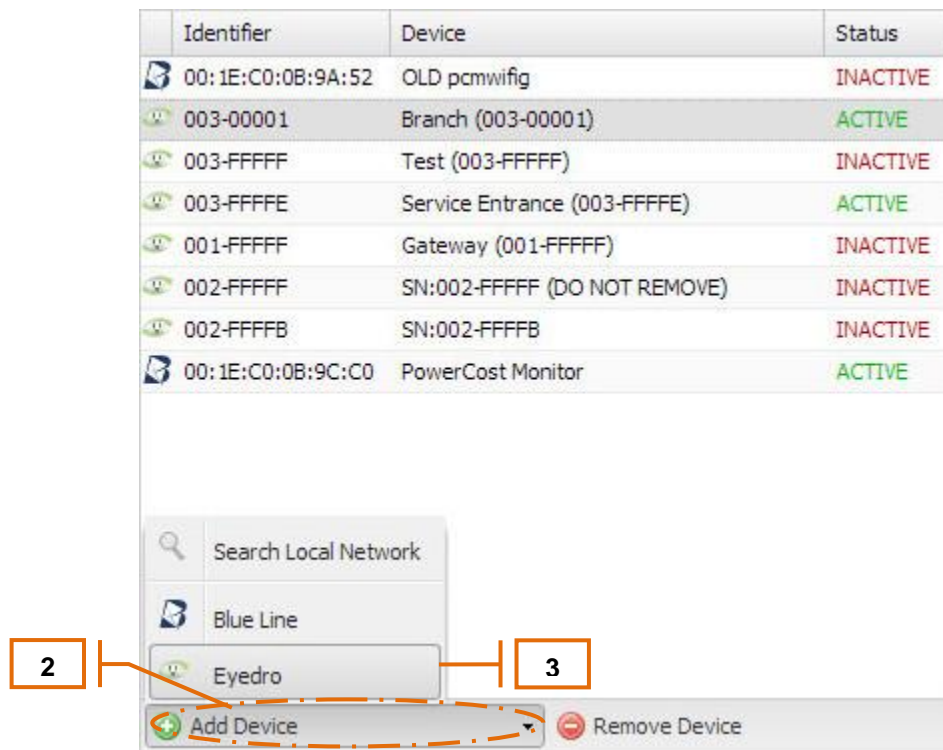 Identifier Device Status
00:1E:C0:0B:9A:52 OLD pcmwifig INACTIVE
003-00001 Branch (003-00001) ACTIVE
003-FFFFF Test (003-FFFFF) INACTIVE
003-FFFFE Service Entrance (003-FFFFE) ACTIVE
001-FFFFF Gateway (001-FFFFF) INACTIVE
002-FFFFF SN:002-FFFFF (DO NOT REMOVE) INACTIVE
002-FFFFB SN:002-FFFFB INACTIVE
00:1E:C0:0B:9C:C0 PowerCost Monitor ACTIVE
Search Local Network
Blue Line
2 Eyedro 3
Add Device Remove Device